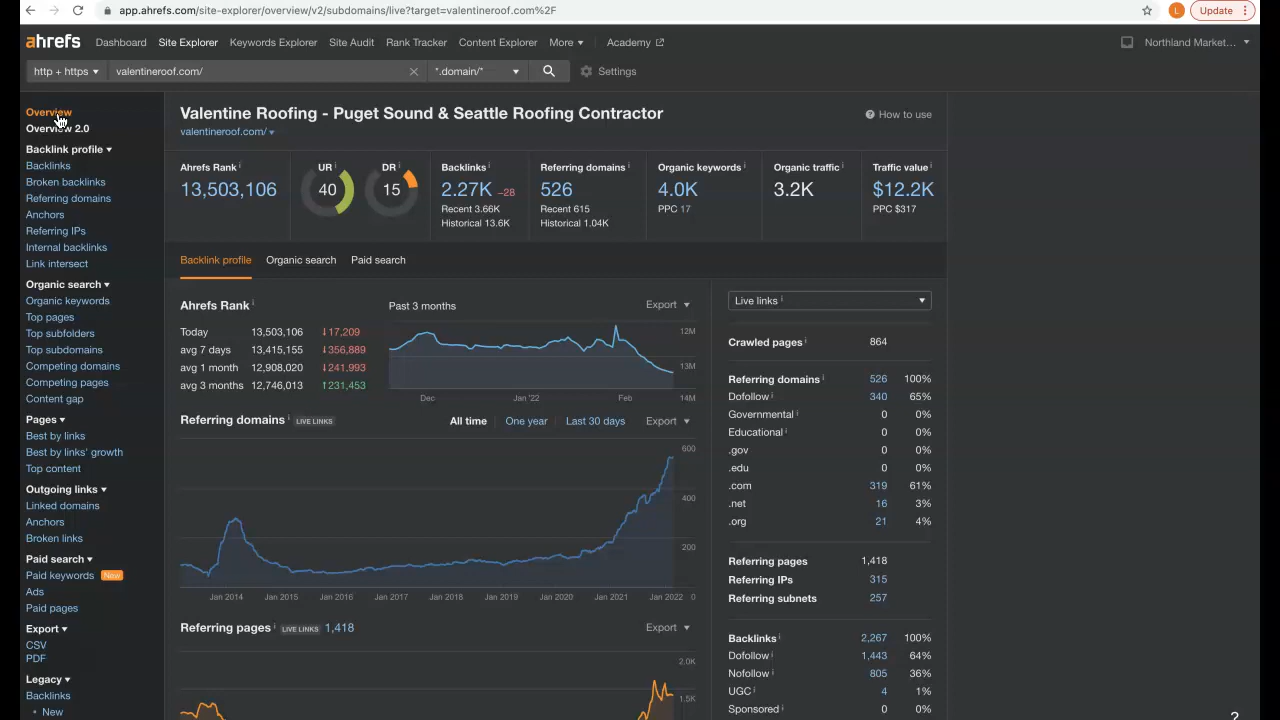 app.ahrefs.com/site-explorer/overview/v2/subdomains/live?target=valentineroof.com%2F
L
Update
ahrefs Dashboard Site Explorer Keywords Explorer Site Audit Rank Tracker Content Explorer More Academy Northland Market...
http + https valentineroof.com/ *.domain/* Settings
Overview
Overview 2.0
Backlink profile
Backlinks
Broken backlinks
Referring domains
Anchors
Referring IPs
Internal backlinks
Link intersect
Organic search
Organic keywords
Top pages
Top subfolders
Top subdomains
Competing domains
Competing pages
Content gap
Pages
Best by links
Best by links' growth
Top content
Outgoing links
Linked domains
Anchors
Broken links
Paid search
Paid keywords New
Ads
Paid pages
Export
CSV
PDF
Legacy
Backlinks
• New
Valentine Roofing - Puget Sound & Seattle Roofing Contractor
How to use
valentineroof.com/
Ahrefs Rank
13,503,106
UR
40
DR
15
Backlinks
2.27K -28
Recent 3.66K
Historical 13.6K
Referring domains
526
Recent 615
Historical 1.04K
Organic keywords
4.0K
PPC 17
Organic traffic
3.2K
Traffic value
$12.2K
PPC $317
Backlink profile Organic search Paid search
Ahrefs Rank Past 3 months Export
Today 13,503,106 ↓17,209
avg 7 days 13,415,155 ↓356,889
avg 1 month 12,908,020 ↓241,993
avg 3 months 12,746,013 ↑231,453
12M
13M
14M
Dec Jan '22 Feb
Referring domains LIVE LINKS All time One year Last 30 days Export
600
400
200
0
Jan 2014 Jan 2015 Jan 2016 Jan 2017 Jan 2018 Jan 2019 Jan 2020 Jan 2021 Jan 2022
Referring pages LIVE LINKS 1,418 Export
2.0K
1.5K
Live links
Crawled pages 864
Referring domains 526 100%
Dofollow 340 65%
Governmental 0 0%
Educational 0 0%
.gov 0 0%
.edu 0 0%
.com 319 61%
.net 16 3%
.org 21 4%
Referring pages 1,418
Referring IPs 315
Referring subnets 257
Backlinks 2,267 100%
Dofollow 1,443 64%
Nofollow 805 36%
UGC 4 1%
Sponsored 0 0%